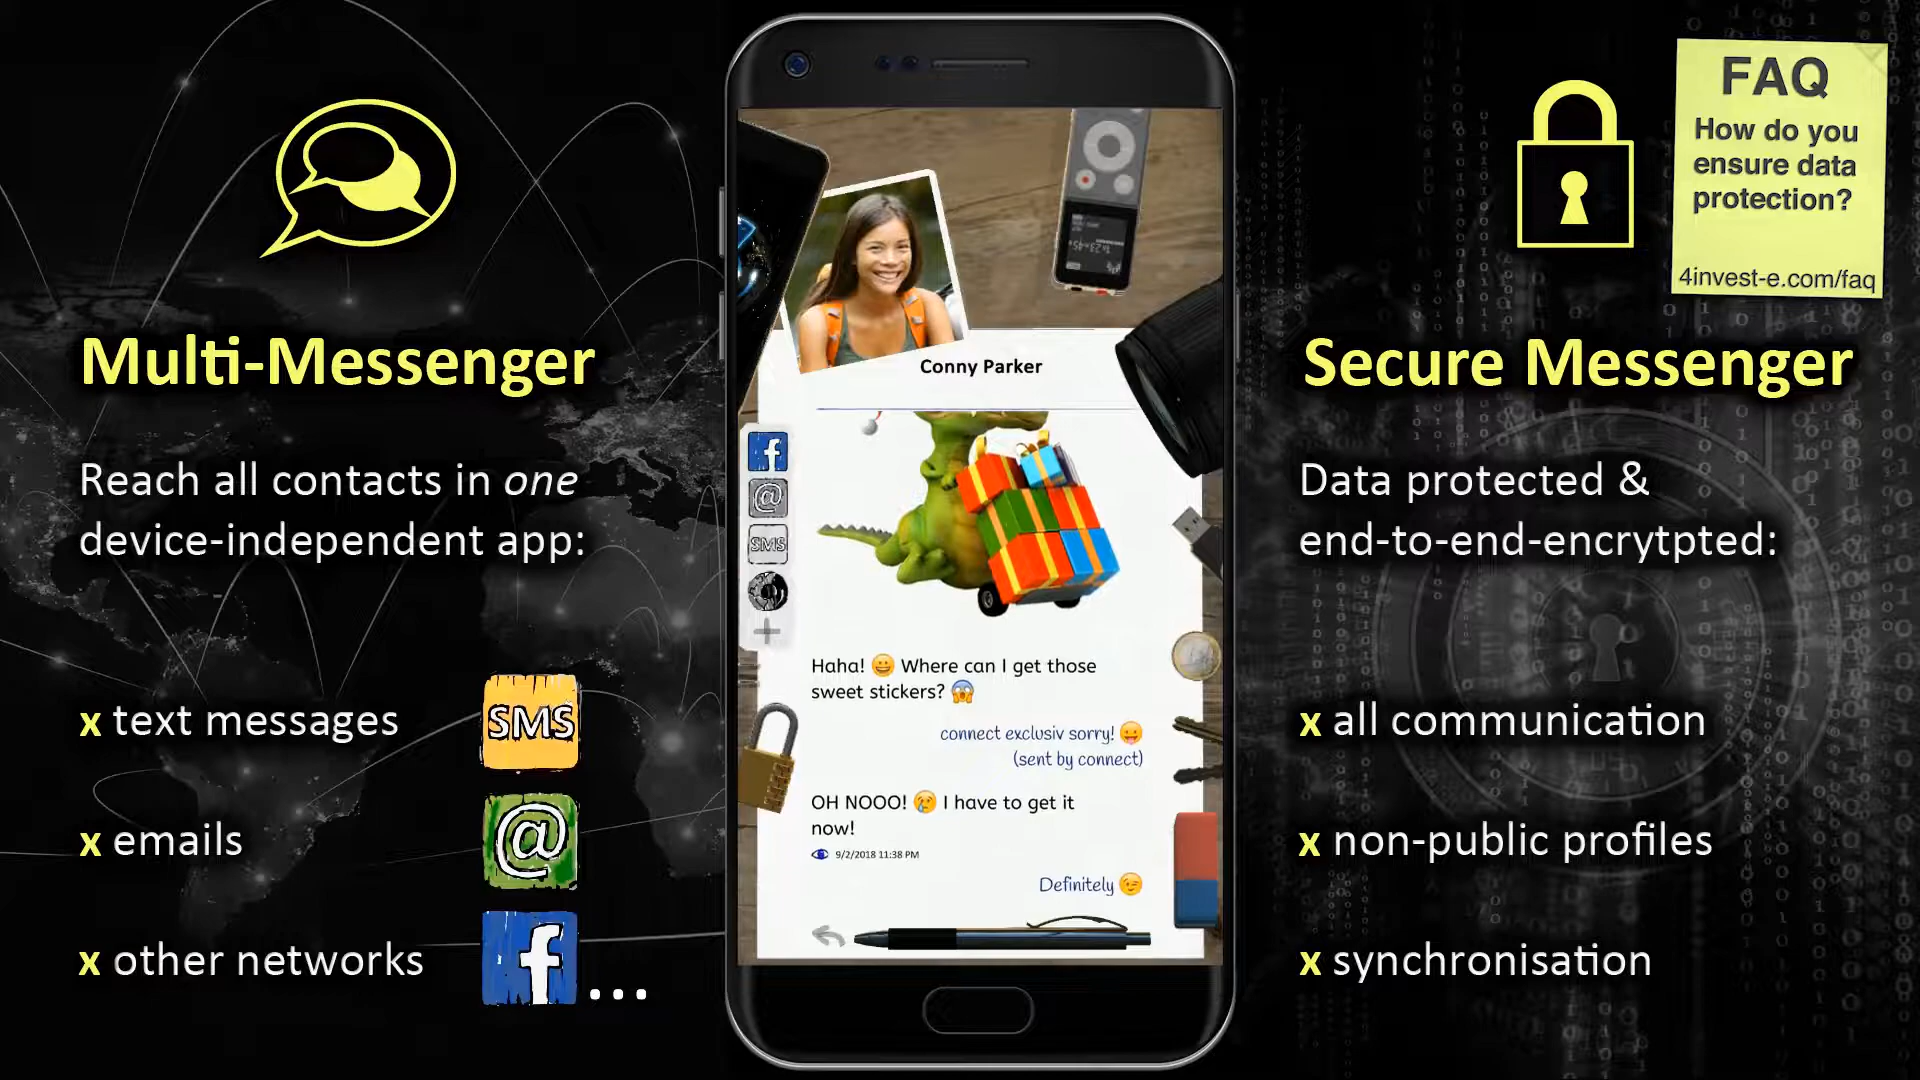 Multi-Messenger
Reach all contacts in one
device-independent app:
x text messages
SMS
x emails
@
x other networks
f
...
Conny Parker
f
@
SMS
Haha! 😀 Where can I get those
sweet stickers? 😱
connect exclusiv sorry! 😛
(sent by connect)
OH NOOO! 😢 I have to get it
now!
9/2/2018 11:38 PM
Definitely 😉
FAQ
How do you
ensure data
protection?
4invest-e.com/faq
Secure Messenger
Data protected &
end-to-end-encrytpted:
x all communication
x non-public profiles
x synchronisation